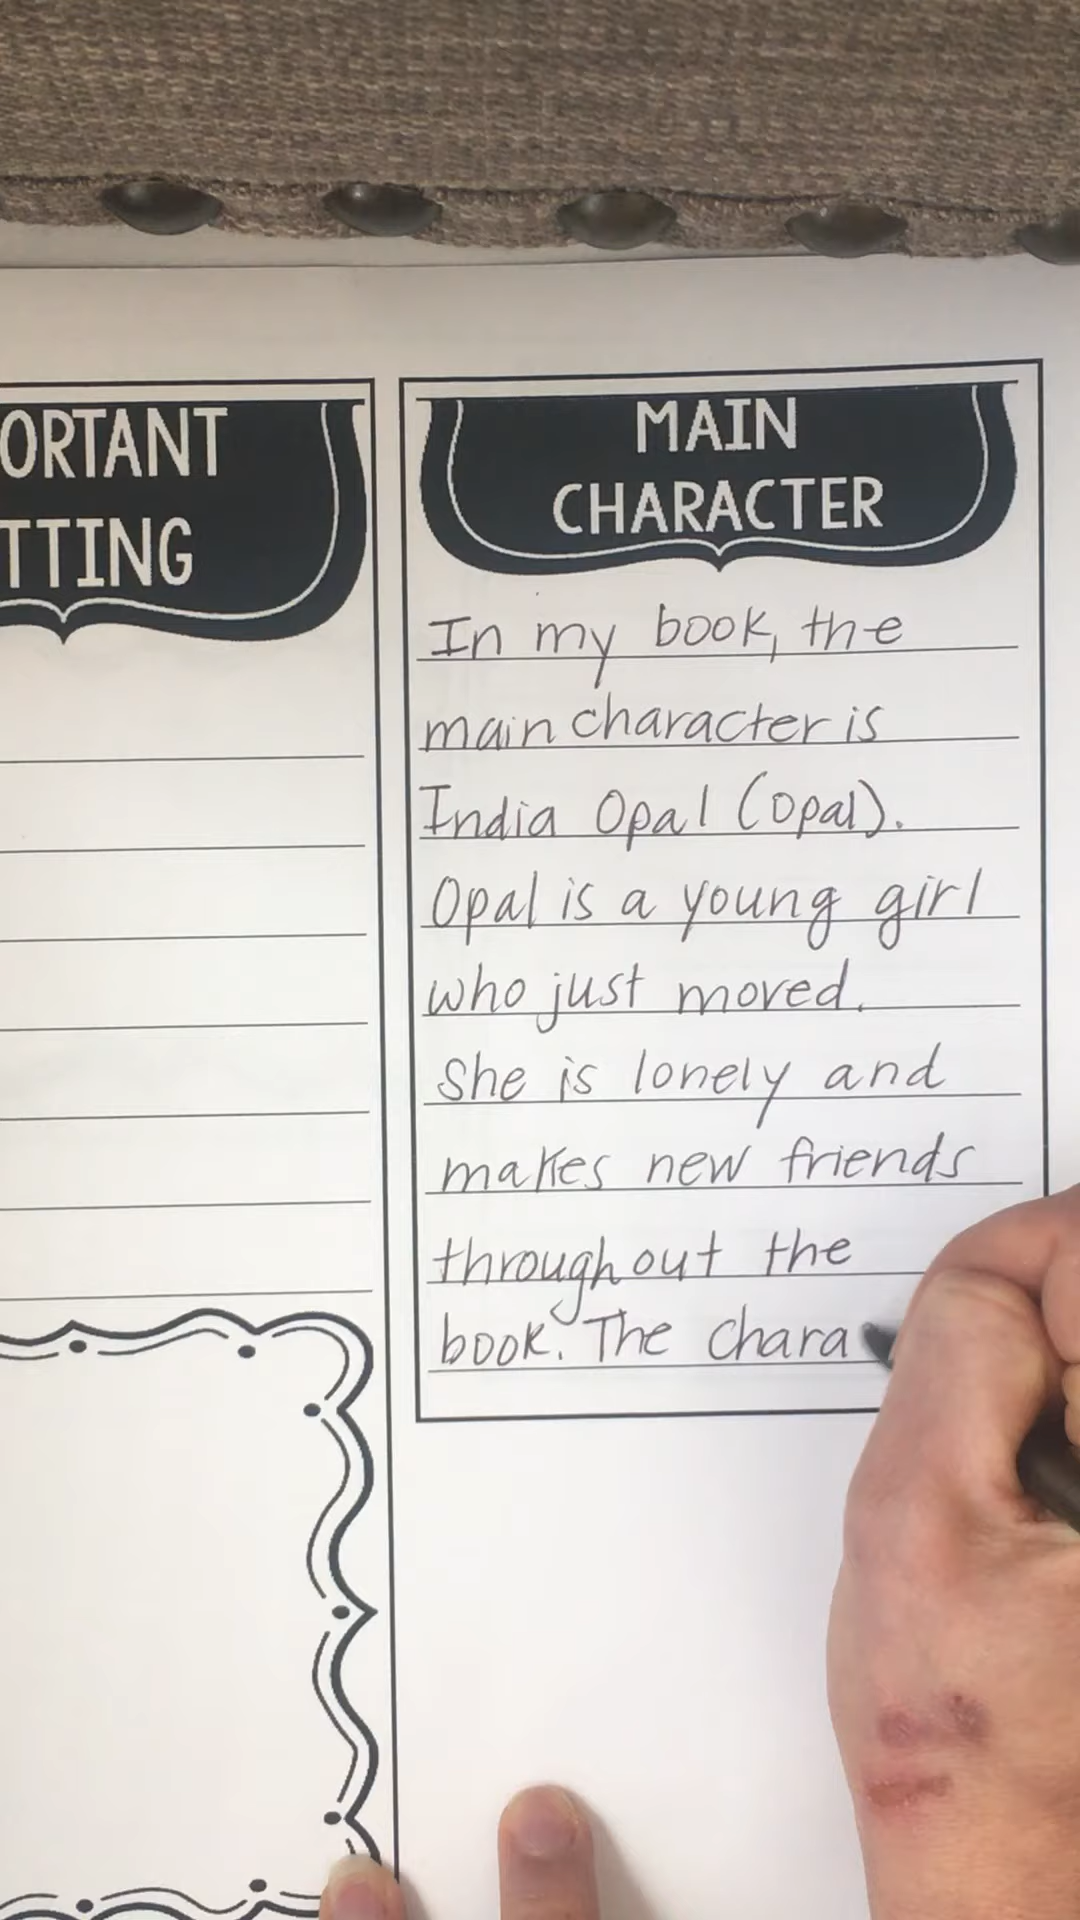 ORTANT
TTING
MAIN
CHARACTER
In my book, the
main character is
India Opal (Opal).
Opal is a young girl
who just moved.
She is lonely and
makes new friends
throughout the
book. The chara